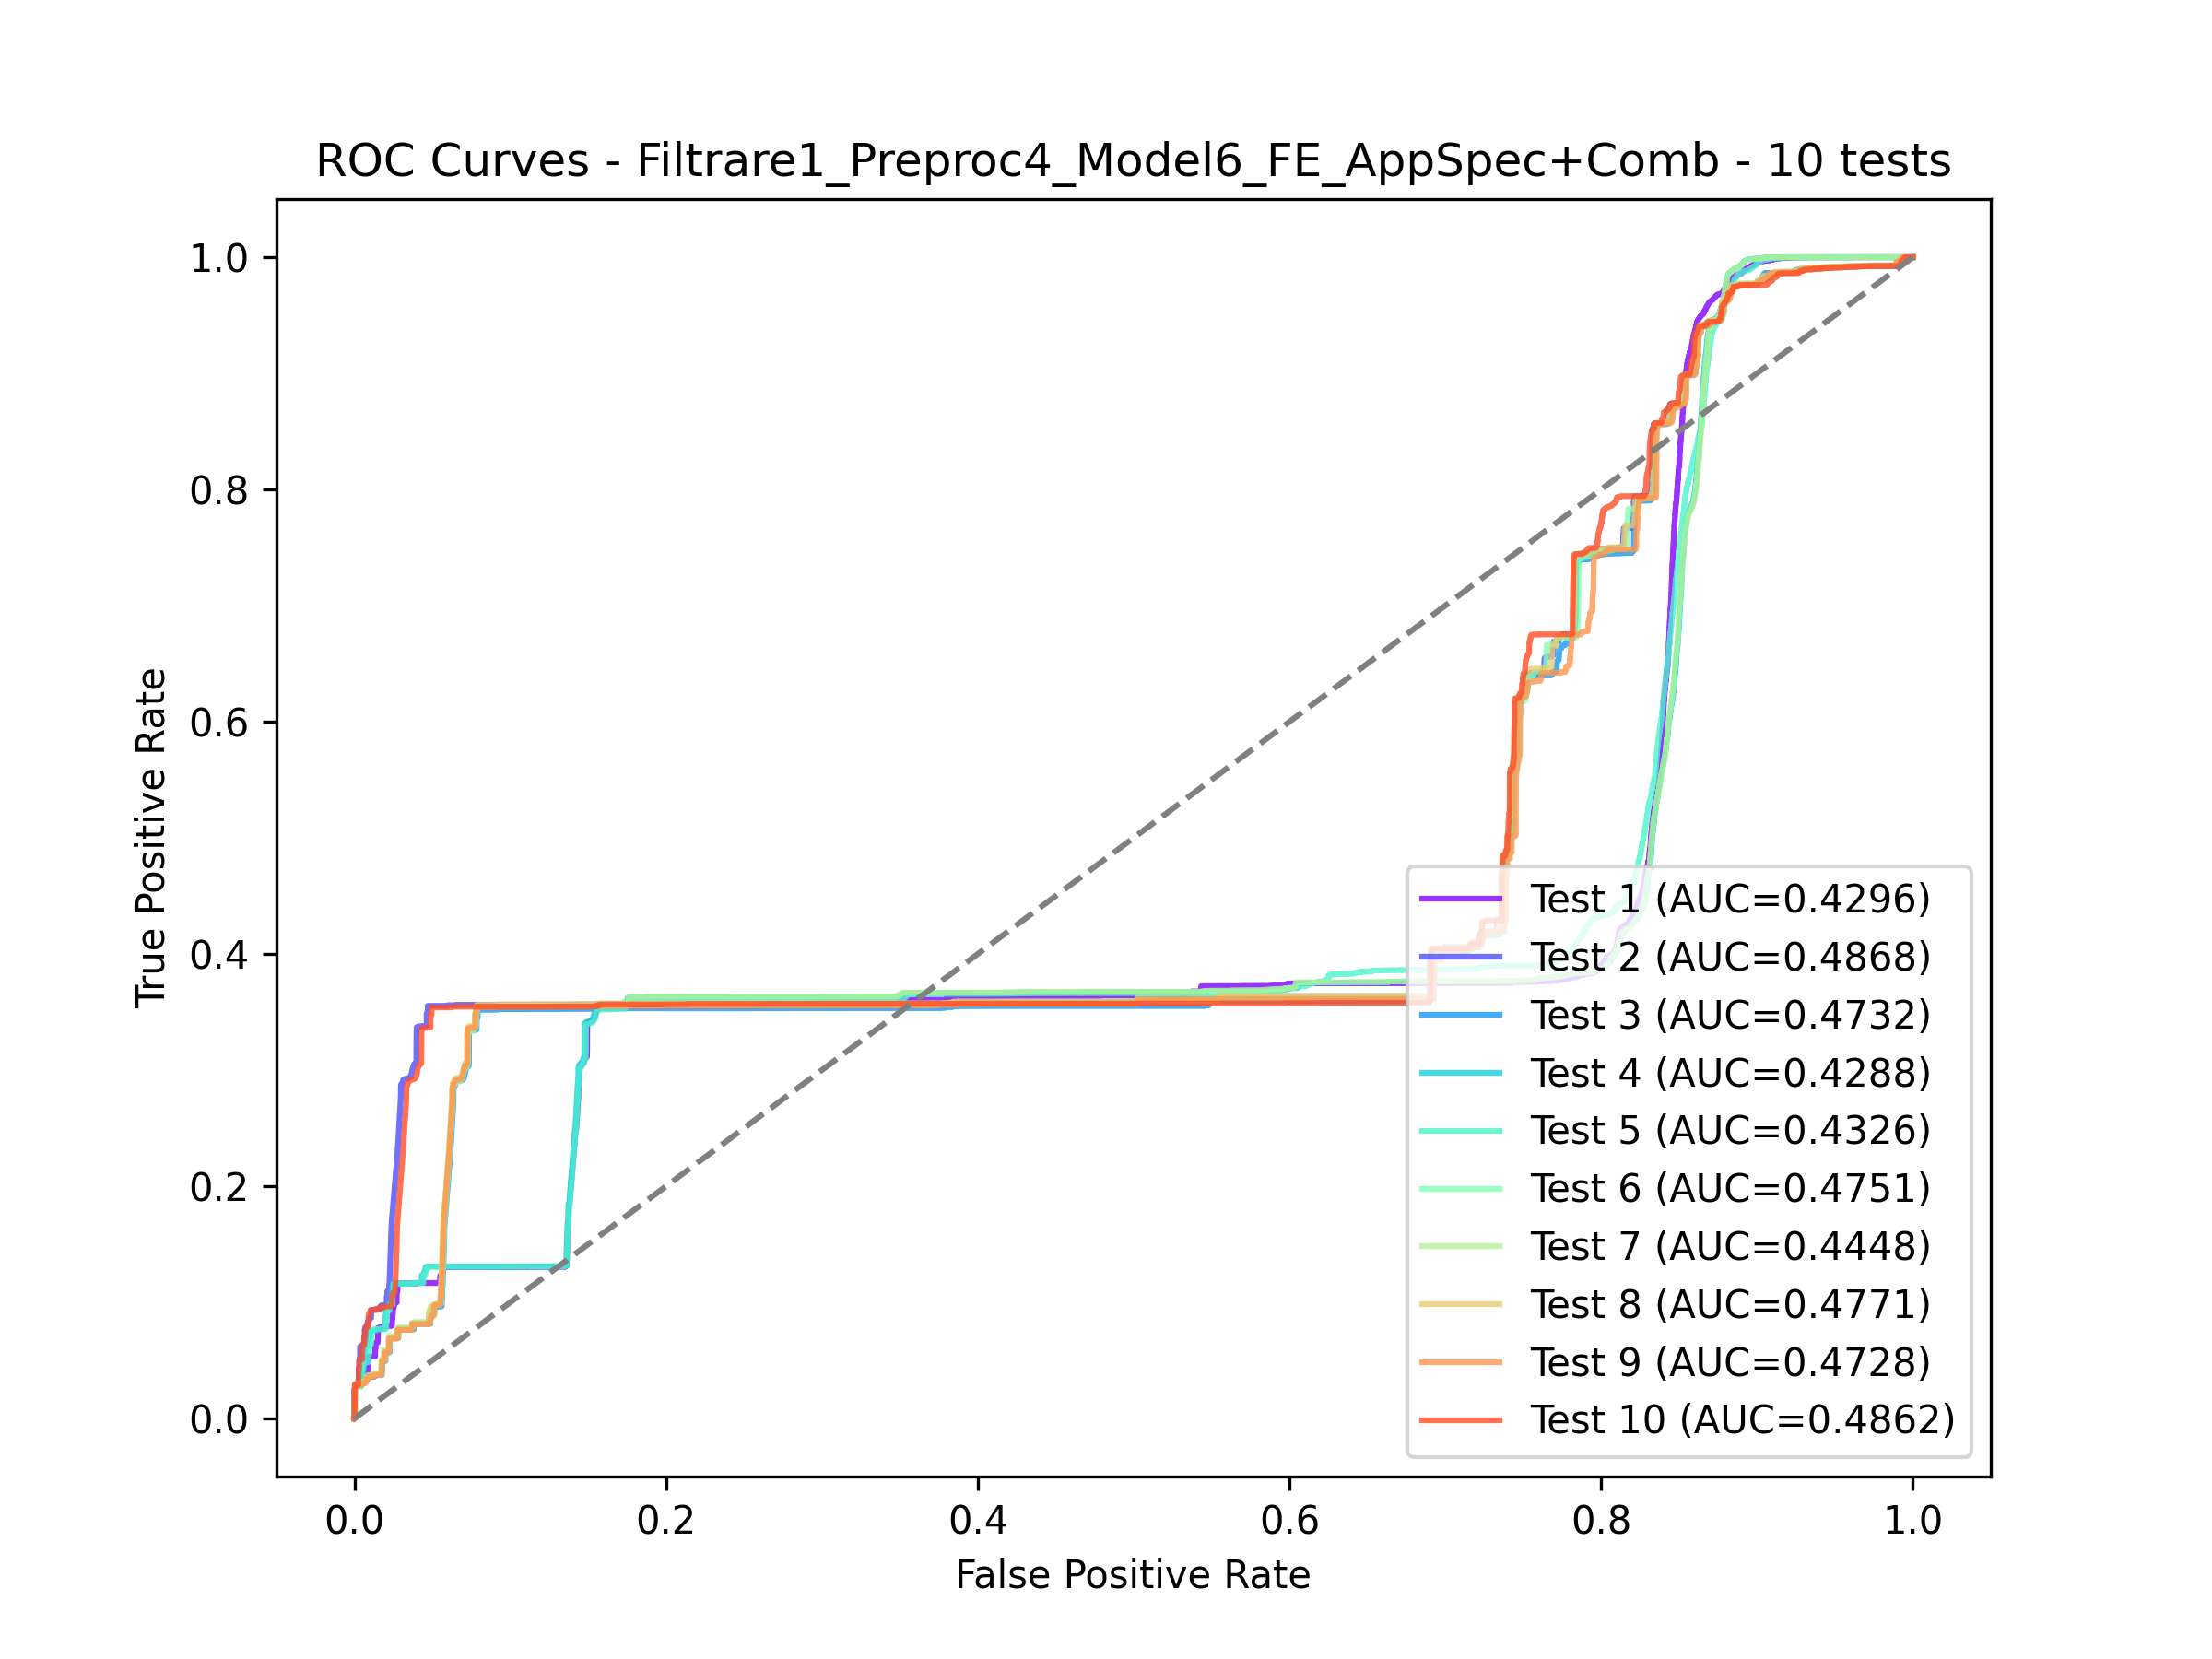 ROC Curves - Filtrare1_Preproc4_Model6_FE_AppSpec+Comb - 10 tests
True Positive Rate
1.0
0.8
0.6
0.4
0.2
0.0
Test 1 (AUC=0.4296)
Test 2 (AUC=0.4868)
Test 3 (AUC=0.4732)
Test 4 (AUC=0.4288)
Test 5 (AUC=0.4326)
Test 6 (AUC=0.4751)
Test 7 (AUC=0.4448)
Test 8 (AUC=0.4771)
Test 9 (AUC=0.4728)
Test 10 (AUC=0.4862)
0.0 0.2 0.4 0.6 0.8 1.0
False Positive Rate